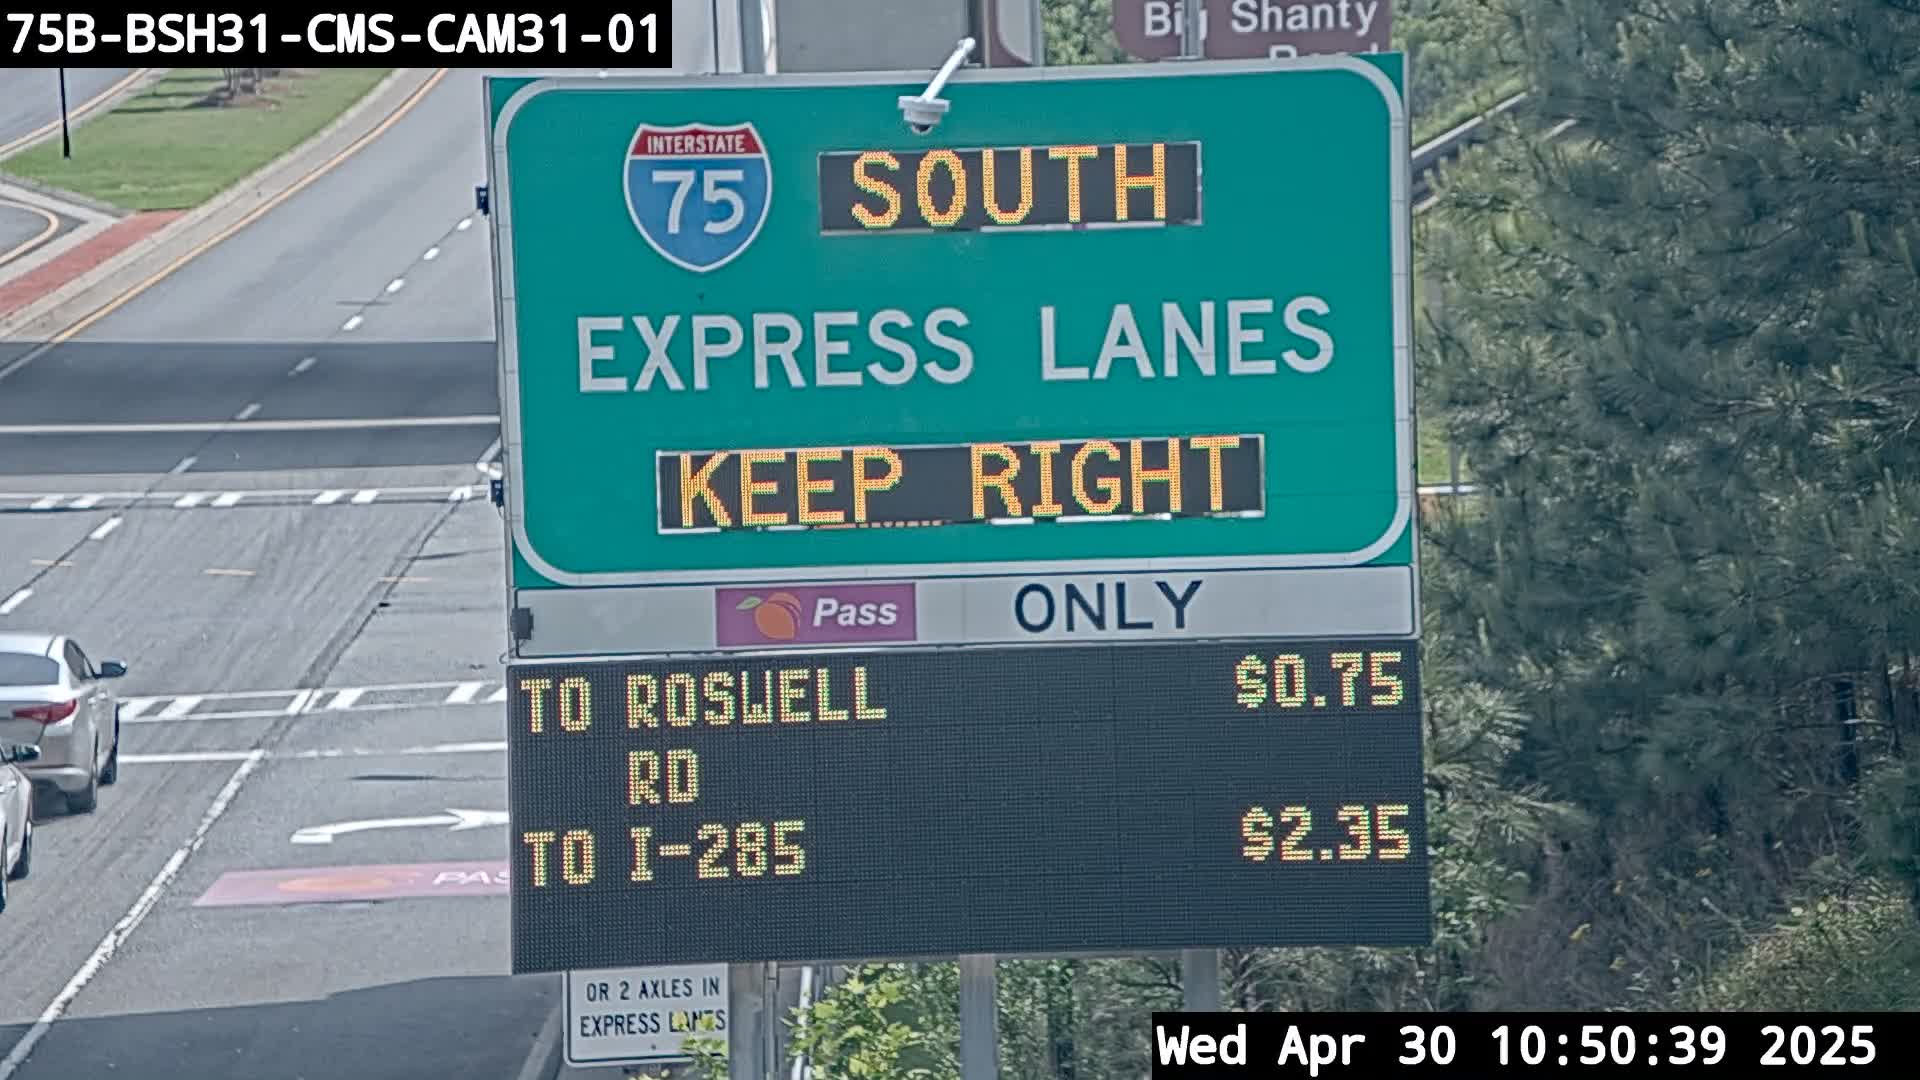 75B-BSH31-CMS-CAM31-01
Big Shanty
Road
INTERSTATE
75
SOUTH
EXPRESS LANES
KEEP RIGHT
Pass
ONLY
TO ROSWELL $0.75
RD
TO I-285 $2.35
PAS
OR 2 AXLES IN
EXPRESS LANES
Wed Apr 30 10:50:39 2025